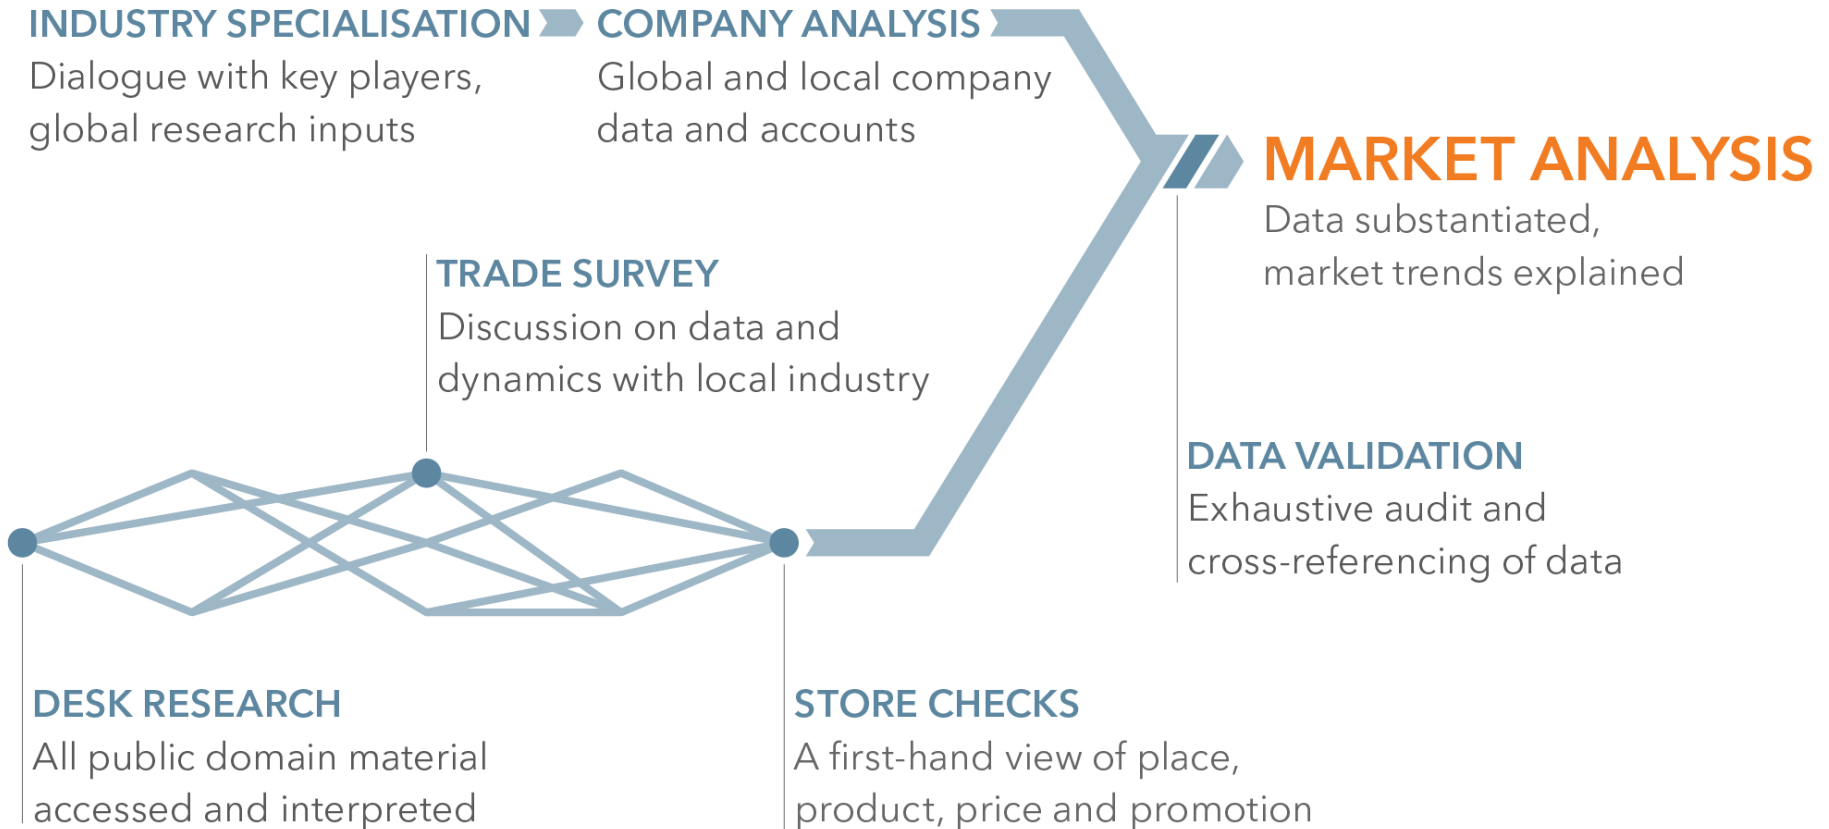 INDUSTRY SPECIALISATION
Dialogue with key players,
global research inputs
COMPANY ANALYSIS
Global and local company
data and accounts
MARKET ANALYSIS
Data substantiated,
market trends explained
TRADE SURVEY
Discussion on data and
dynamics with local industry
DATA VALIDATION
Exhaustive audit and
cross-referencing of data
DESK RESEARCH
All public domain material
accessed and interpreted
STORE CHECKS
A first-hand view of place,
product, price and promotion